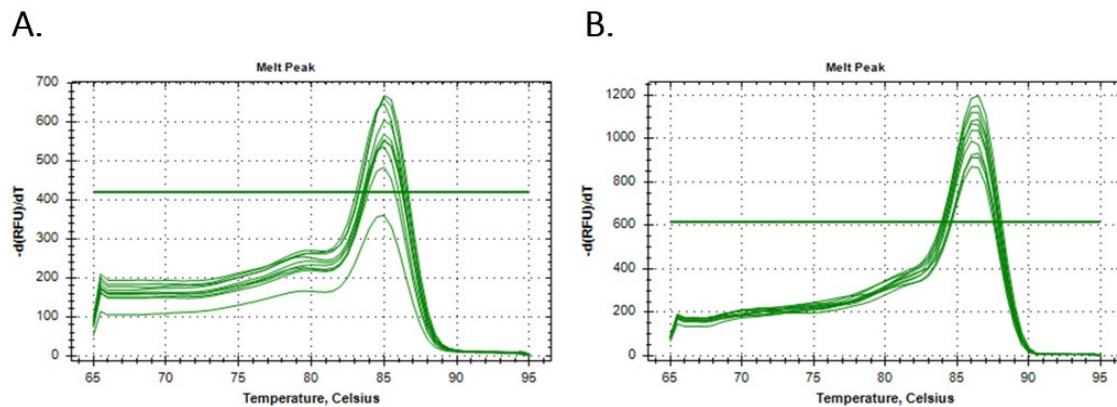 A.
Melt Peak
700
600
500
400
300
200
100
0
-d(RFU)/dT
65 70 75 80 85 90 95
Temperature, Celsius
B.
Melt Peak
1200
1000
800
600
400
200
0
-d(RFU)/dT
65 70 75 80 85 90 95
Temperature, Celsius